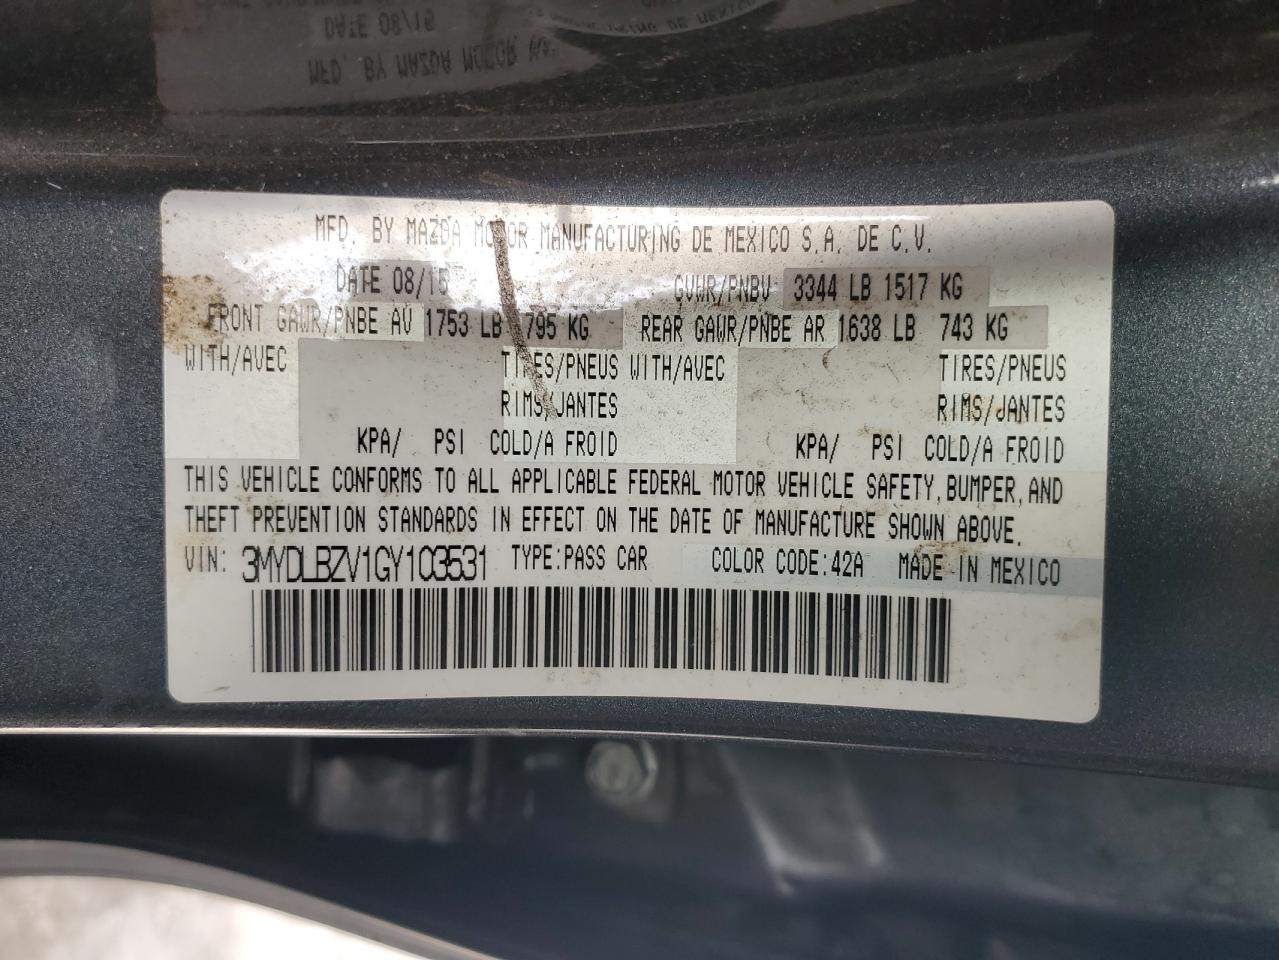 MFD. BY MAZDA MOTOR MANUFACTURING DE MEXICO S.A. DE C.V.
DATE 08/15 GVWR/PNBV 3344 LB 1517 KG
FRONT GAWR/PNBE AV 1753 LB 795 KG REAR GAWR/PNBE AR 1638 LB 743 KG
WITH/AVEC TIRES/PNEUS WITH/AVEC TIRES/PNEUS
RIMS/JANTES RIMS/JANTES
KPA/ PSI COLD/A FROID KPA/ PSI COLD/A FROID
THIS VEHICLE CONFORMS TO ALL APPLICABLE FEDERAL MOTOR VEHICLE SAFETY, BUMPER, AND
THEFT PREVENTION STANDARDS IN EFFECT ON THE DATE OF MANUFACTURE SHOWN ABOVE.
VIN: 3MYDLBZV1GY103531 TYPE:PASS CAR COLOR CODE:42A MADE IN MEXICO